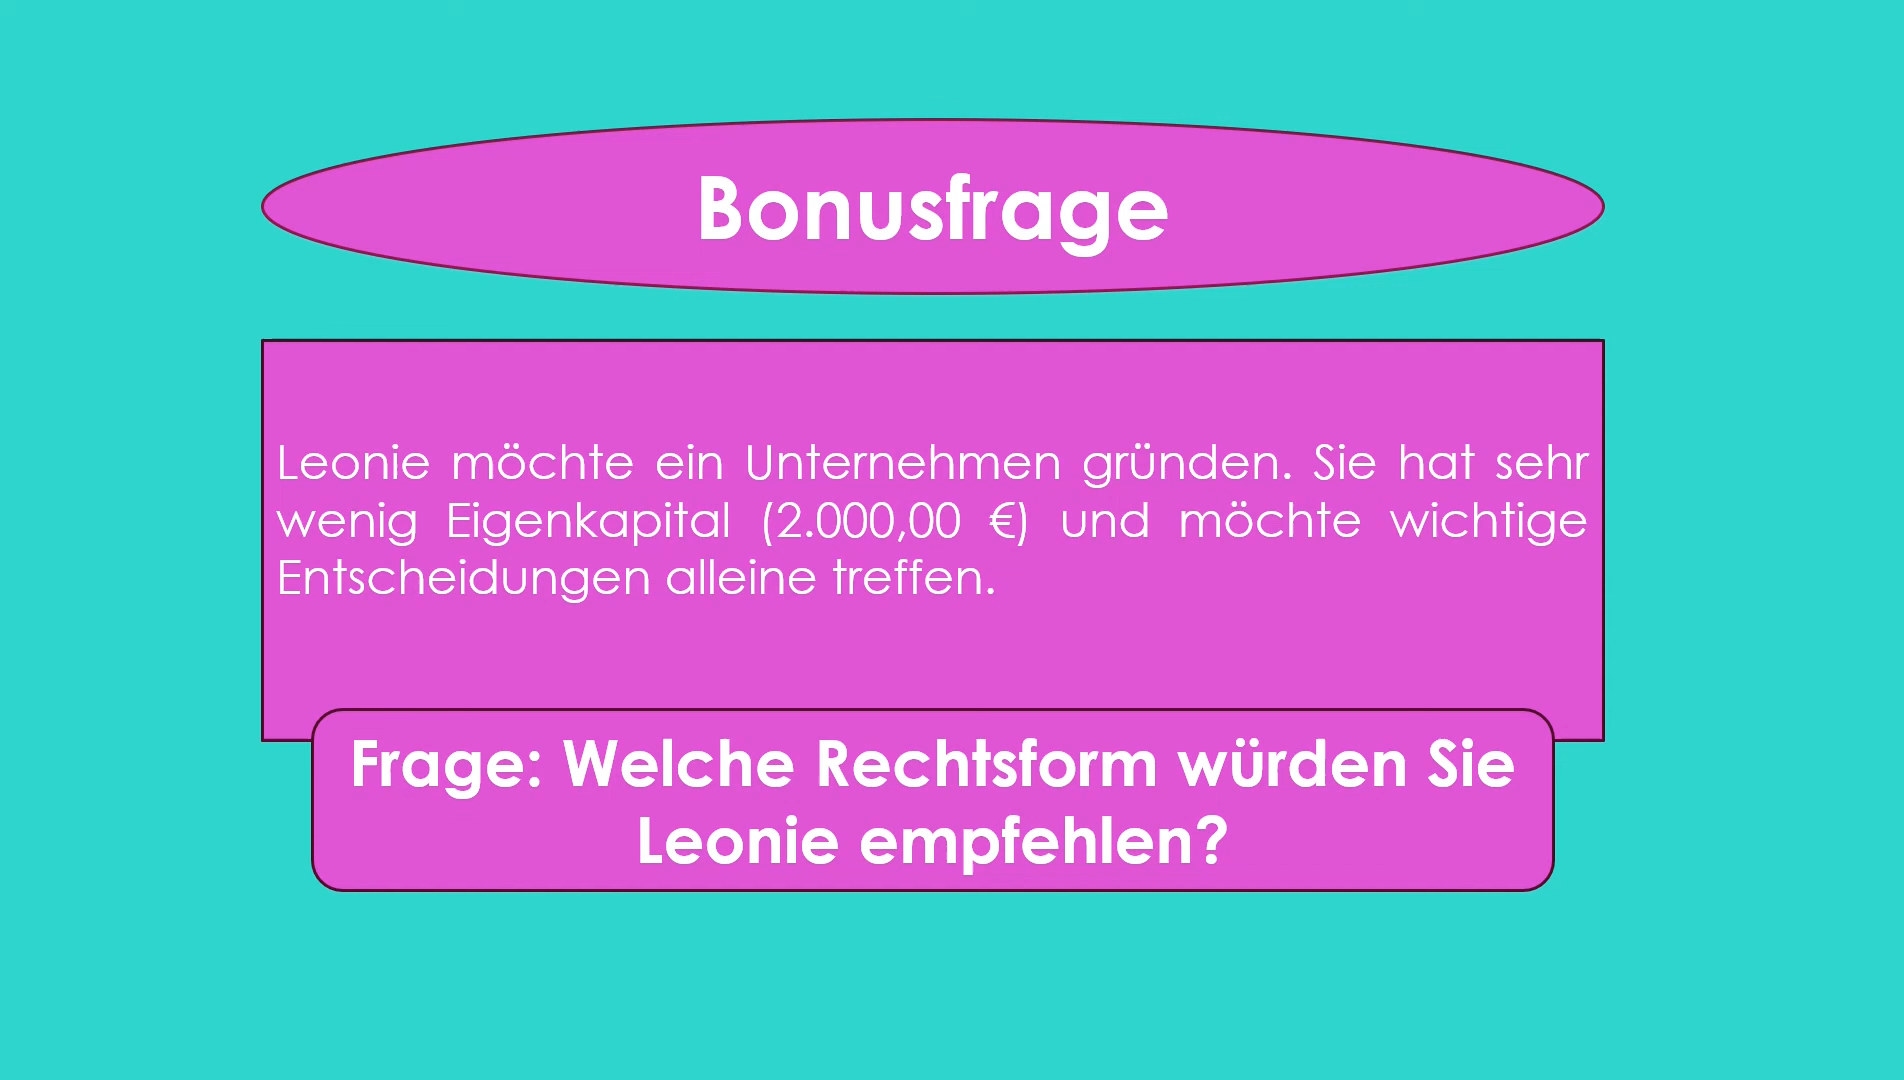 Bonusfrage
Leonie möchte ein Unternehmen gründen. Sie hat sehr
wenig Eigenkapital (2.000,00 €) und möchte wichtige
Entscheidungen alleine treffen.
Frage: Welche Rechtsform würden Sie
Leonie empfehlen?